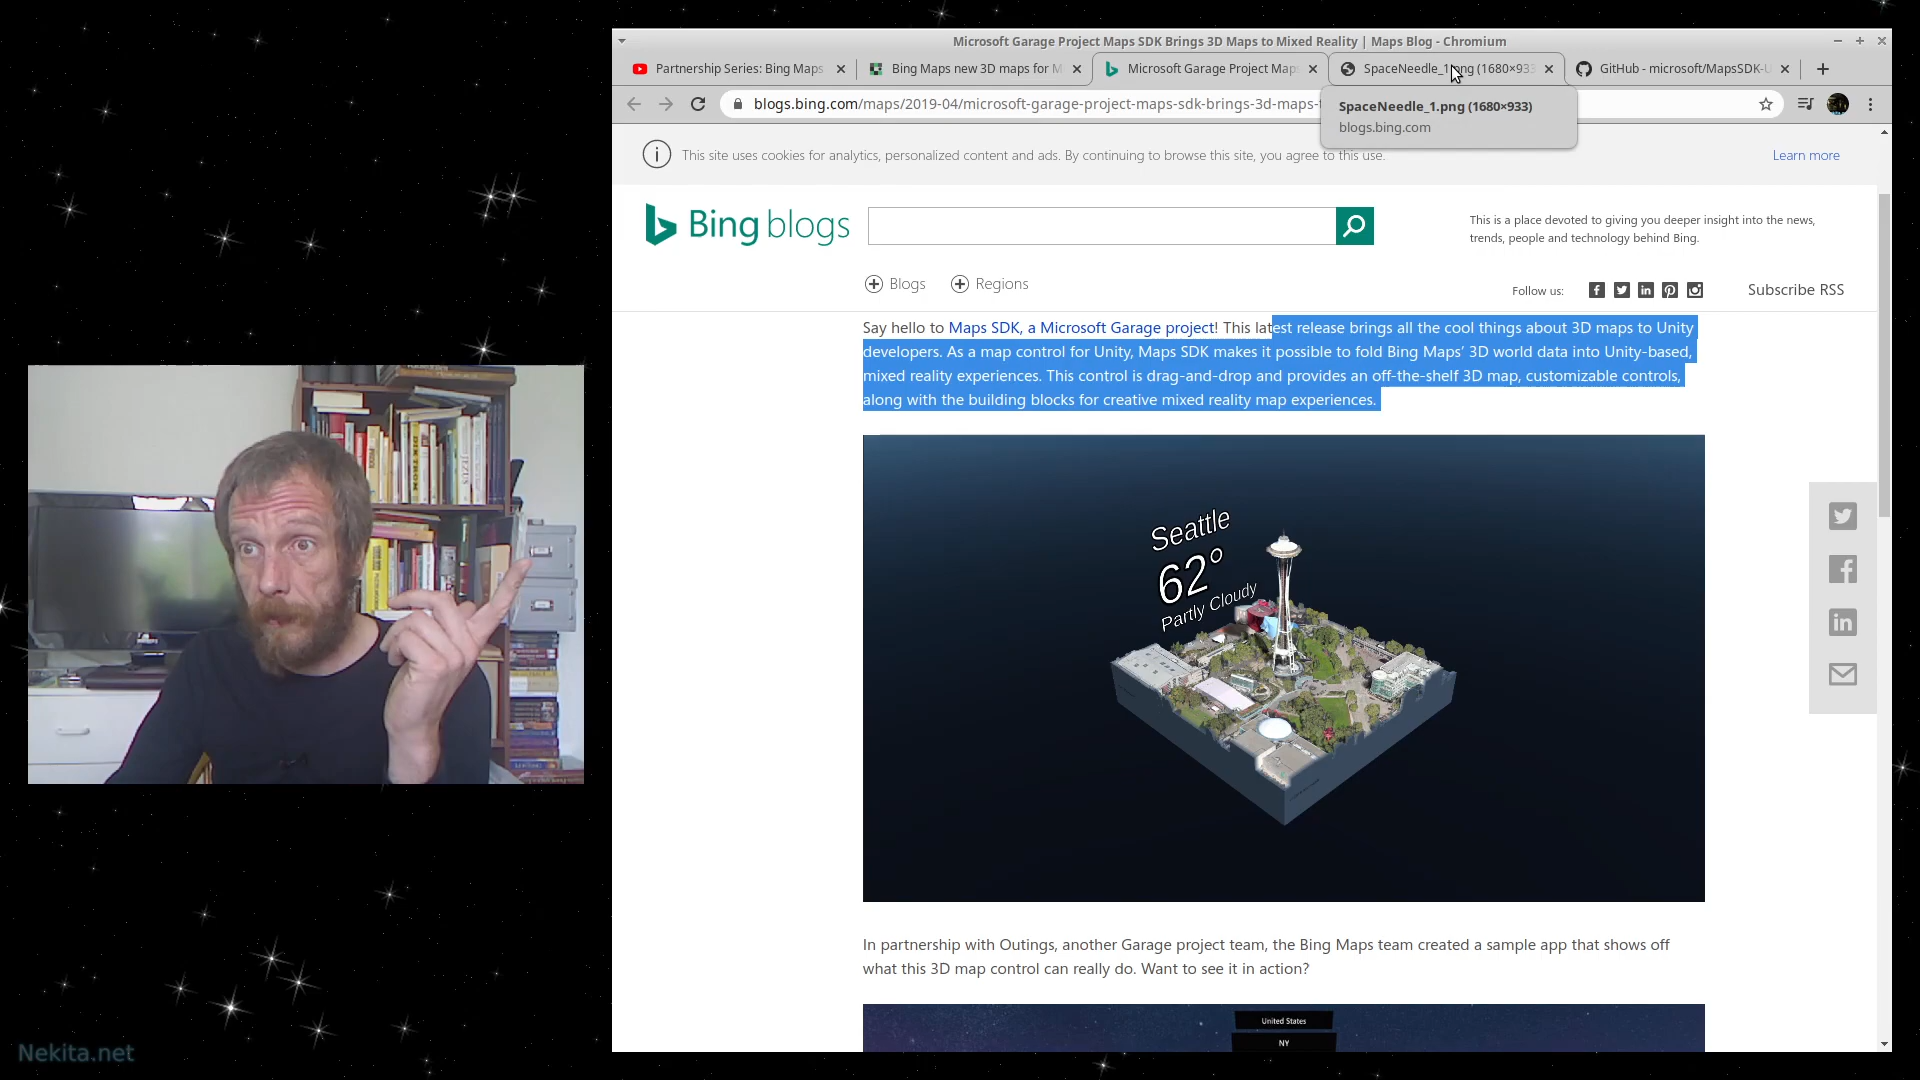 Microsoft Garage Project Maps SDK Brings 3D Maps to Mixed Reality | Maps Blog - Chromium
Partnership Series: Bing Maps
Bing Maps new 3D maps for M
Microsoft Garage Project Map
SpaceNeedle_1.png (1680×933
GitHub - microsoft/MapsSDK-U
blogs.bing.com/maps/2019-04/microsoft-garage-project-maps-sdk-brings-3d-maps-t
SpaceNeedle_1.png (1680×933)
blogs.bing.com
This site uses cookies for analytics, personalized content and ads. By continuing to browse this site, you agree to this use.
Learn more
Bing blogs
This is a place devoted to giving you deeper insight into the news,
trends, people and technology behind Bing.
Blogs
Regions
Follow us:
Subscribe RSS
Say hello to Maps SDK, a Microsoft Garage project! This latest release brings all the cool things about 3D maps to Unity
developers. As a map control for Unity, Maps SDK makes it possible to fold Bing Maps’ 3D world data into Unity-based,
mixed reality experiences. This control is drag-and-drop and provides an off-the-shelf 3D map, customizable controls,
along with the building blocks for creative mixed reality map experiences.
Seattle
62°
Partly Cloudy
In partnership with Outings, another Garage project team, the Bing Maps team created a sample app that shows off
what this 3D map control can really do. Want to see it in action?
United States
NY
Nekita.net